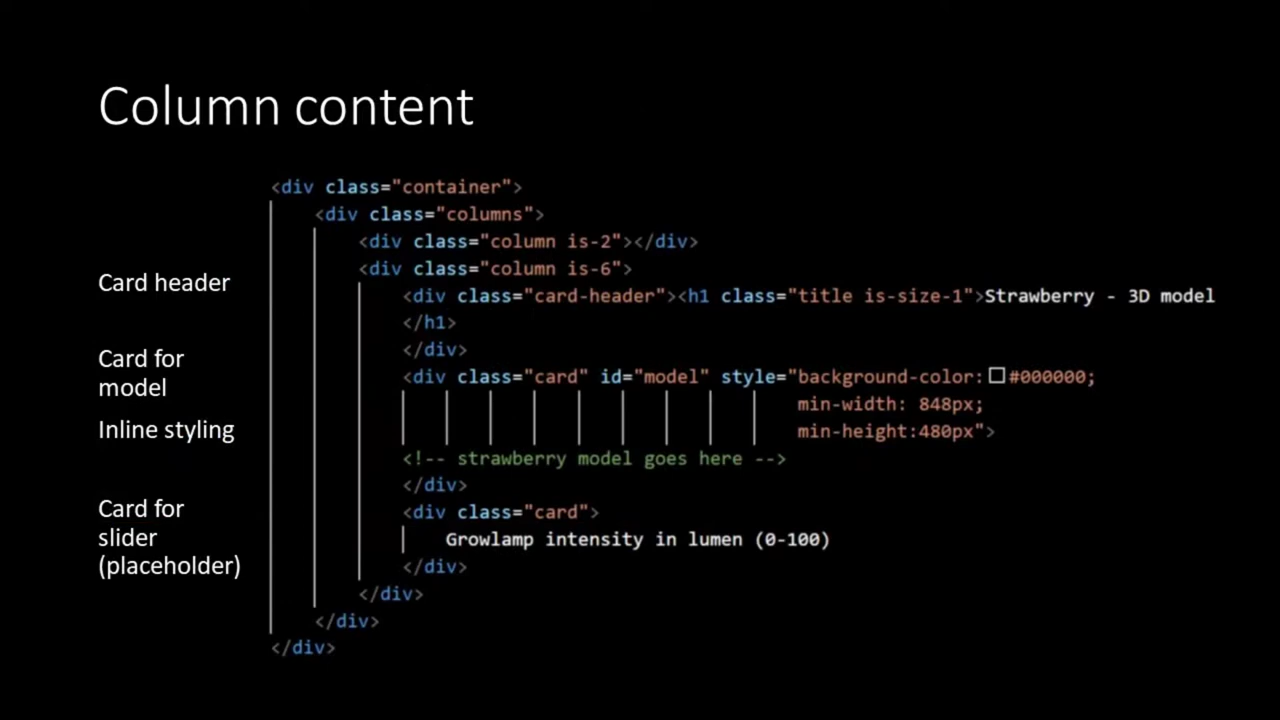 Column content
<div class="container">
<div class="columns">
<div class="column is-2"></div>
<div class="column is-6">
Card header
<div class="card-header"><h1 class="title is-size-1">Strawberry - 3D model
</h1>
</div>
Card for
model
<div class="card" id="model" style="background-color:#000000;
min-width: 848px;
Inline styling
min-height:480px">
<!-- strawberry model goes here -->
</div>
Card for
slider
(placeholder)
<div class="card">
Growlamp intensity in lumen (0-100)
</div>
</div>
</div>
</div>